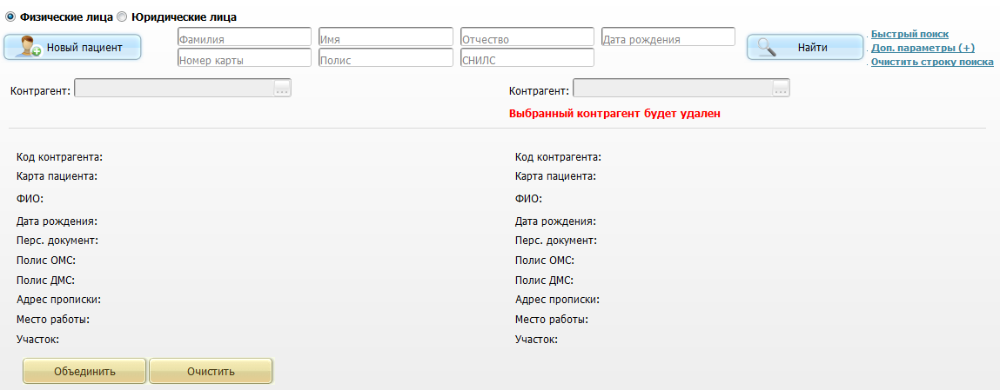 Физические лица Юридические лица
Новый пациент
Фамилия Имя Отчество Дата рождения
Номер карты Полис СНИЛС
Найти
. Быстрый поиск
. Доп. параметры (+)
. Очистить строку поиска
Контрагент: ... Контрагент: ...
Выбранный контрагент будет удален
Код контрагента: Код контрагента:
Карта пациента: Карта пациента:
ФИО: ФИО:
Дата рождения: Дата рождения:
Перс. документ: Перс. документ:
Полис ОМС: Полис ОМС:
Полис ДМС: Полис ДМС:
Адрес прописки: Адрес прописки:
Место работы: Место работы:
Участок: Участок:
Объединить Очистить